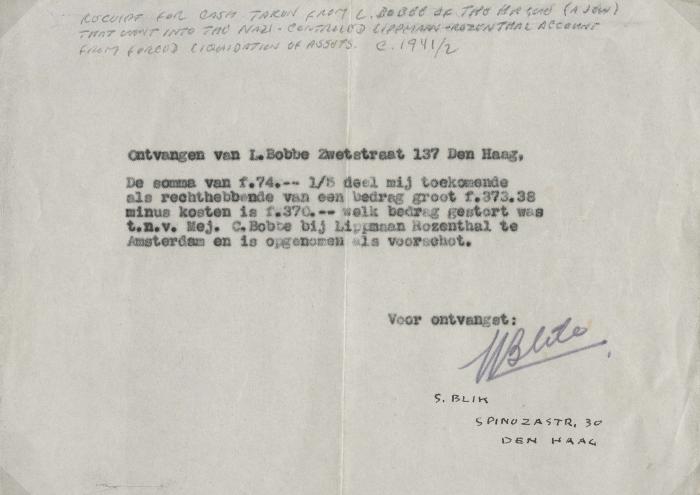 RECEIPT FOR CASH TAKEN FROM L. BOBBE OF THE HAGUE (A JEW)
THAT WENT INTO THE NAZI-CONTROLED LIPPMANN-ROZENTHAL ACCOUNT
FROM FORCED LIQUIDATION OF ASSETS. C. 1941/2
Ontvangen van L.Bobbe Zwetstraat 137 Den Haag,
De somma van f.74.-- 1/5 deel mij toekomende
als rechthebbende van een bedrag groot f.373.38
minus kosten is f.370.-- welk bedrag gestort was
t.n.v. Mej. C.Bobbe bij Lippmaan Rozenthal te
Amsterdam en is opgenomen als voorschot.
Voor ontvangst:
S. BLIK
SPINOZASTR. 30
DEN HAAG